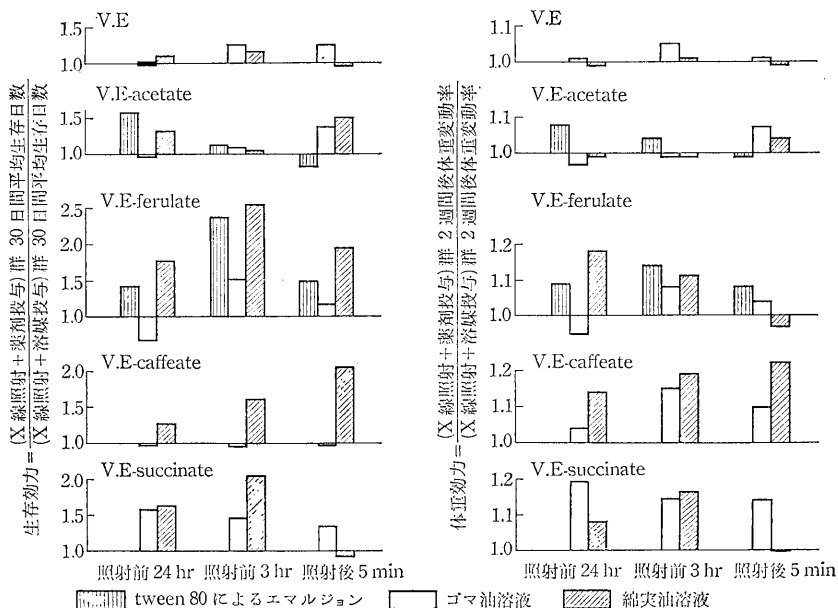 生存効力=(X線照射+薬剤投与)群 30日間平均生存日数
(X線照射+溶媒投与)群 30日間平均生存日数
V.E
1.5
1.0
V.E-acetate
1.5
1.0
V.E-ferulate
2.5
2.0
1.5
1.0
V.E-caffeate
2.0
1.5
1.0
V.E-succinate
2.0
1.5
1.0
照射前 24 hr 照射前 3 hr 照射後 5 min
体重効力=(X線照射+薬剤投与)群 2週間後体重変動率
(X線照射+溶媒投与)群 2週間後体重変動率
V.E
1.1
1.0
V.E-acetate
1.1
1.0
V.E-ferulate
1.2
1.1
1.0
V.E-caffeate
1.2
1.1
1.0
V.E-succinate
1.2
1.1
1.0
照射前 24 hr 照射前 3 hr 照射後 5 min
tween 80 によるエマルジョン ゴマ油溶液 綿実油溶液